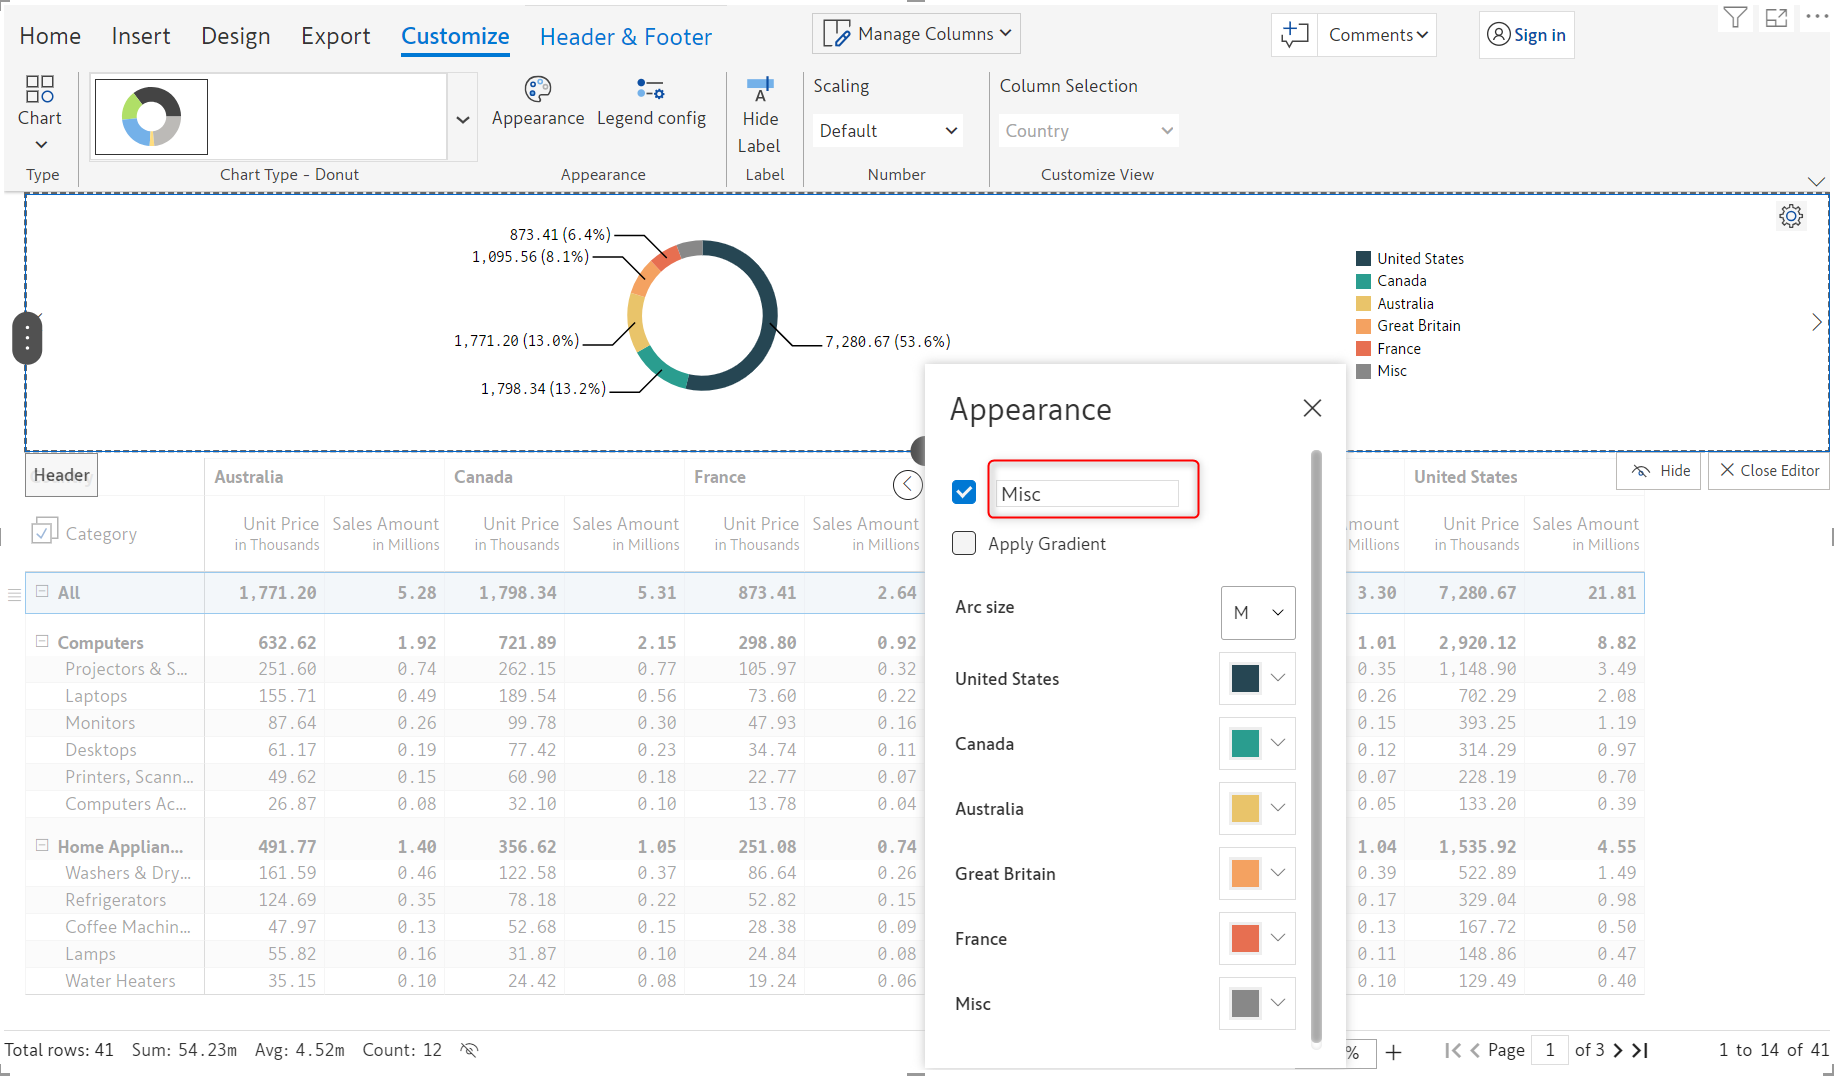 Home Insert Design Export Customize Header & Footer Manage Columns Comments Sign in
Chart
Type
Chart Type - Donut
Appearance Legend config
Appearance
A
Hide
Label
Label
Scaling
Default
Number
Column Selection
Country
Customize View
873.41 (6.4%)
1,095.56 (8.1%)
1,771.20 (13.0%)
1,798.34 (13.2%)
7,280.67 (53.6%)
United States
Canada
Australia
Great Britain
France
Misc
Header Australia Canada France United States
Hide Close Editor
Category
Unit Price Sales Amount Unit Price Sales Amount Unit Price Sales Amount mount Unit Price Sales Amount
in Thousands in Millions in Thousands in Millions in Thousands in Millions Millions in Thousands in Millions
All 1,771.20 5.28 1,798.34 5.31 873.41 2.64 3.30 7,280.67 21.81
Computers 632.62 1.92 721.89 2.15 298.80 0.92 1.01 2,920.12 8.82
Projectors & S... 251.60 0.74 262.15 0.77 105.97 0.32 0.35 1,148.90 3.49
Laptops 155.71 0.49 189.54 0.56 73.60 0.22 0.26 702.29 2.08
Monitors 87.64 0.26 99.78 0.30 47.93 0.16 0.15 393.25 1.19
Desktops 61.17 0.19 77.42 0.23 34.74 0.11 0.12 314.29 0.97
Printers, Scann... 49.62 0.15 60.90 0.18 22.77 0.07 0.07 228.19 0.70
Computers Ac... 26.87 0.08 32.10 0.10 13.78 0.04 0.05 133.20 0.39
Home Applian... 491.77 1.40 356.62 1.05 251.08 0.74 1.04 1,535.92 4.55
Washers & Dry... 161.59 0.46 122.58 0.37 86.64 0.26 0.39 522.89 1.49
Refrigerators 124.69 0.35 78.18 0.22 52.82 0.15 0.17 329.04 0.98
Coffee Machin... 47.97 0.13 52.68 0.15 28.38 0.09 0.13 167.72 0.50
Lamps 55.82 0.16 31.87 0.10 24.84 0.08 0.11 148.86 0.47
Water Heaters 35.15 0.10 24.42 0.08 19.24 0.06 0.10 129.49 0.40
Appearance
Misc
Apply Gradient
Arc size M
United States
Canada
Australia
Great Britain
France
Misc
Total rows: 41 Sum: 54.23m Avg: 4.52m Count: 12 % + Page 1 of 3 1 to 14 of 41